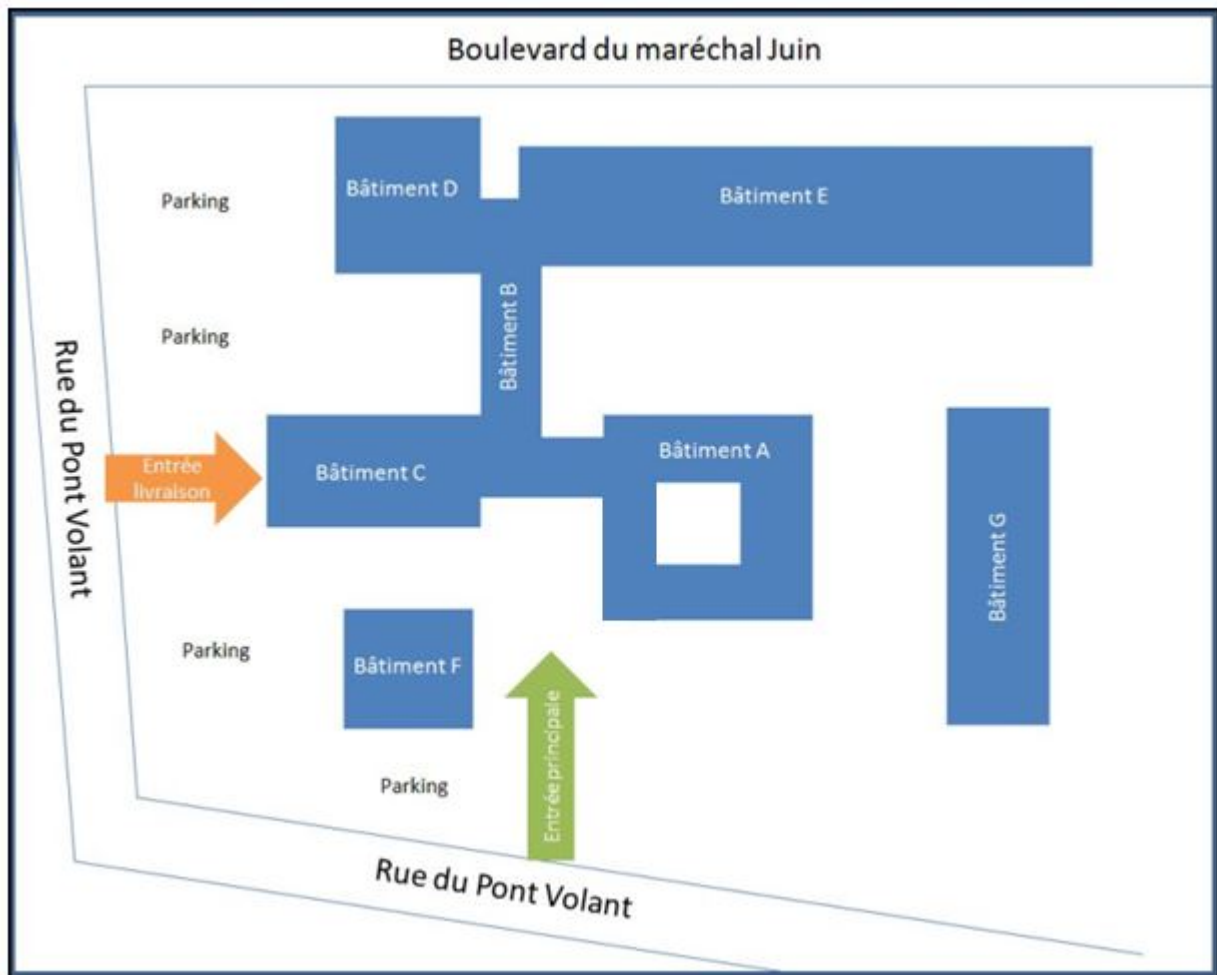 Boulevard du maréchal Juin
Bâtiment D
Bâtiment E
Parking
Bâtiment B
Parking
Rue du Pont Volant
Entrée
livraison
Bâtiment C
Bâtiment A
Bâtiment G
Parking
Bâtiment F
Entrée principale
Parking
Rue du Pont Volant